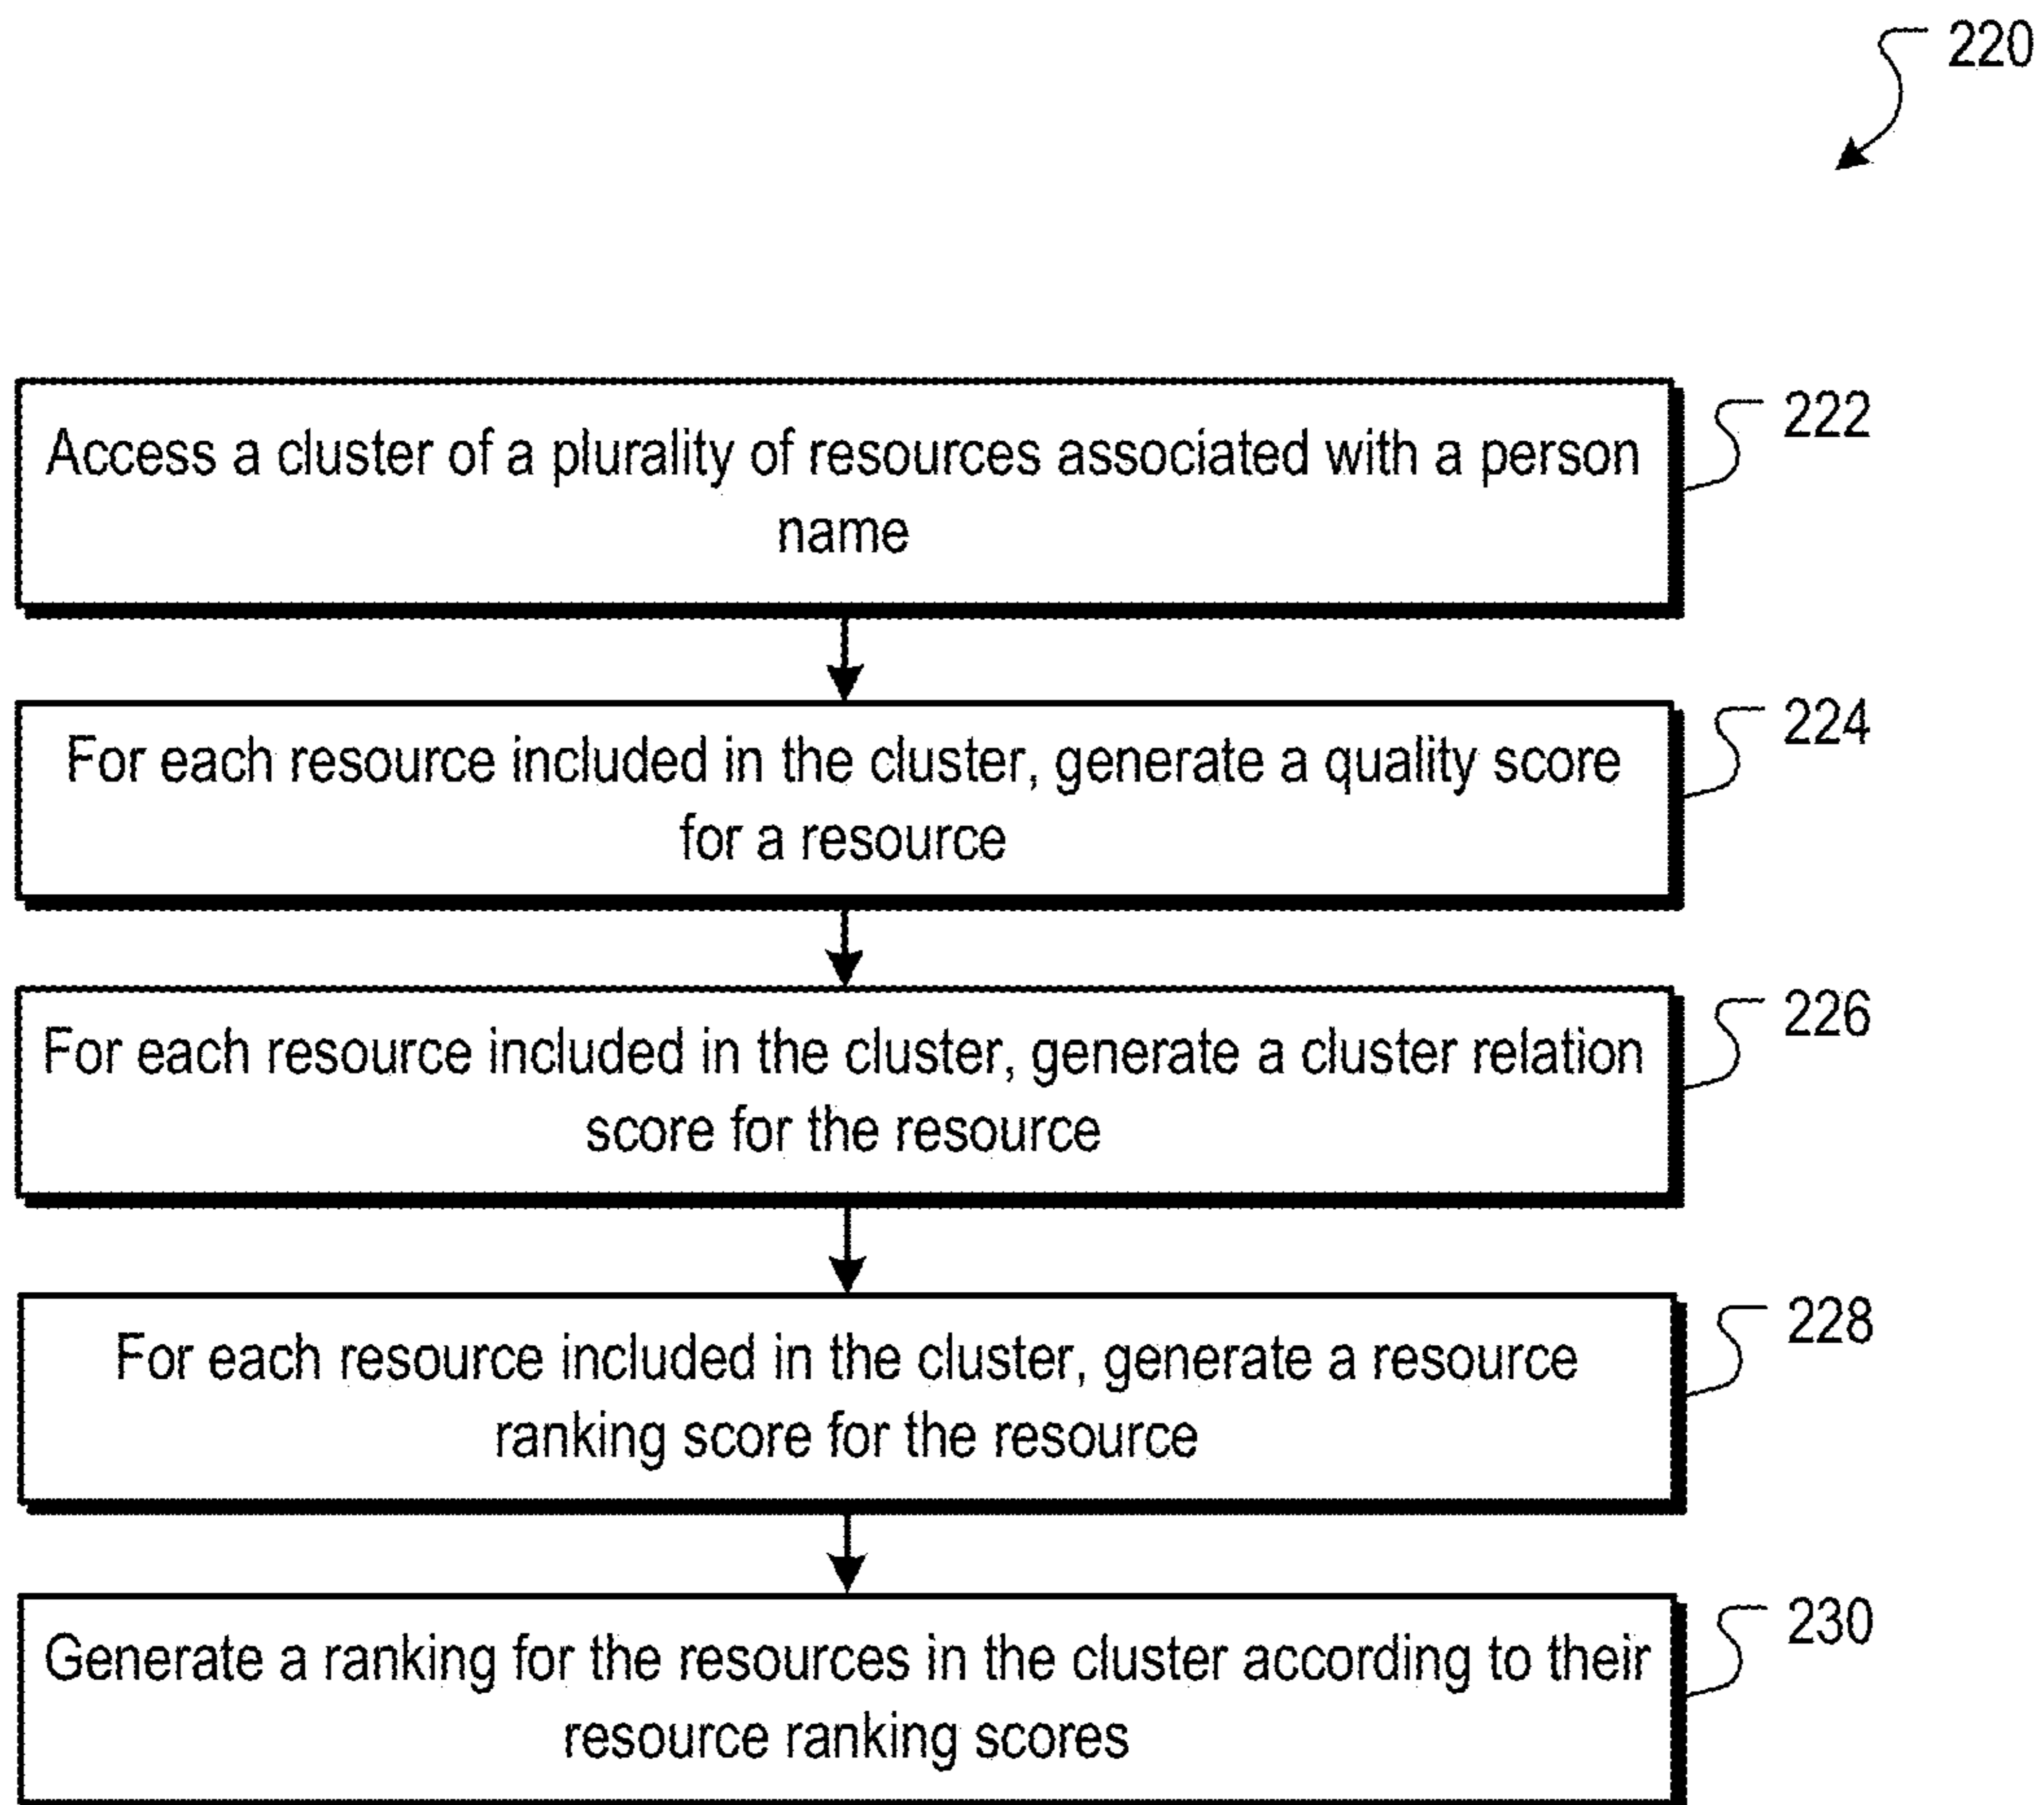 220
Access a cluster of a plurality of resources associated with a person
name
222
For each resource included in the cluster, generate a quality score
for a resource
224
For each resource included in the cluster, generate a cluster relation
score for the resource
226
For each resource included in the cluster, generate a resource
ranking score for the resource
228
Generate a ranking for the resources in the cluster according to their
resource ranking scores
230